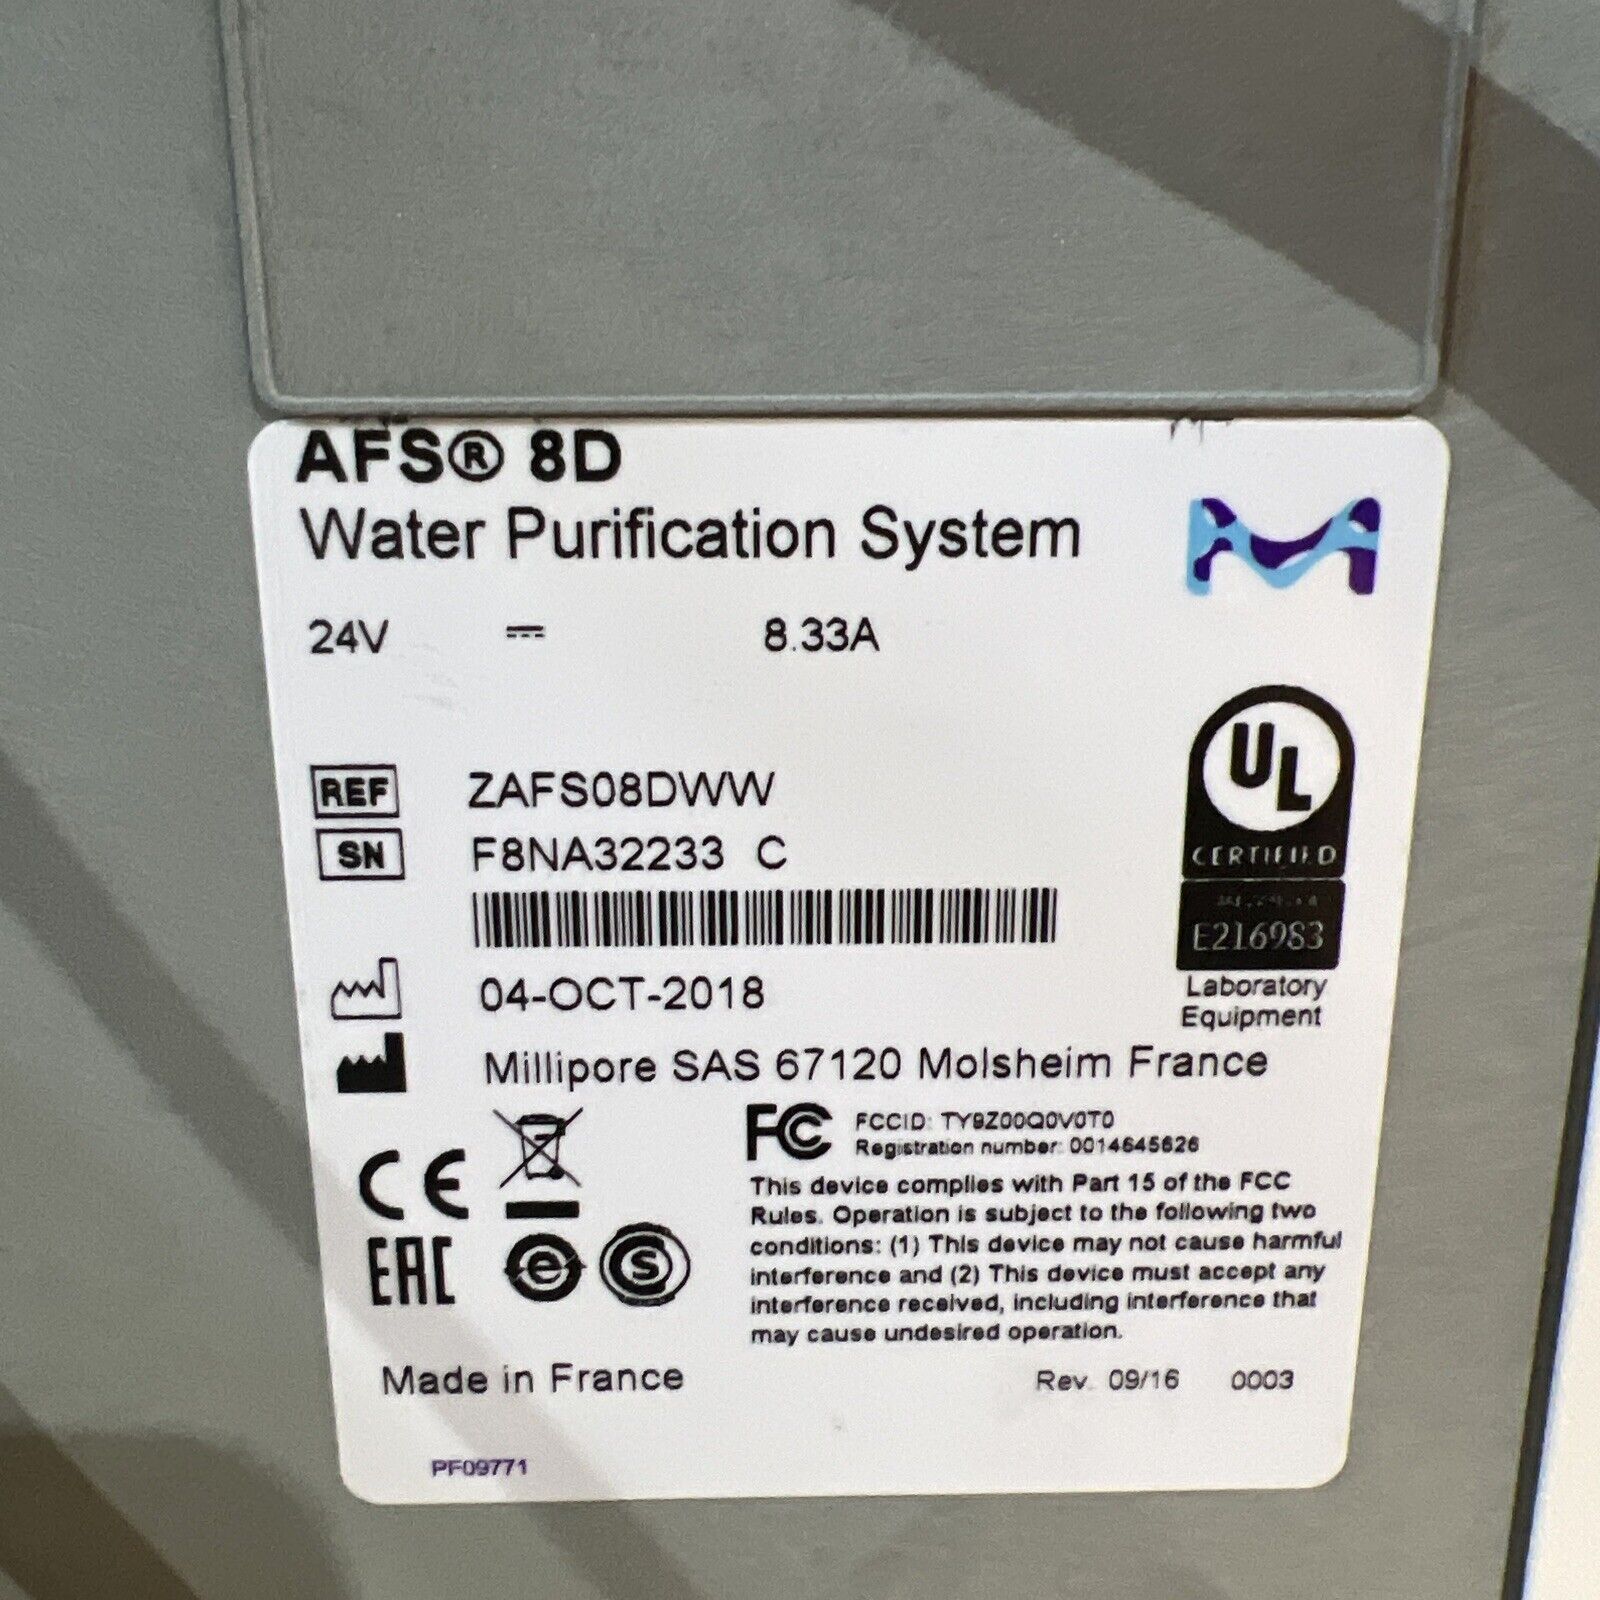 AFS® 8D
Water Purification System
24V 8.33A
UL
CERTIFIED
E216983
Laboratory
Equipment
REF ZAFS08DWW
SN F8NA32233 C
04-OCT-2018
Millipore SAS 67120 Molsheim France
FC FCCID: TY9Z00Q0V0T0
Registration number: 0014645626
This device complies with Part 15 of the FCC
Rules. Operation is subject to the following two
conditions: (1) This device may not cause harmful
interference and (2) This device must accept any
interference received, including interference that
may cause undesired operation.
CE
EAC e S
Made in France
Rev. 09/16 0003
PF09771